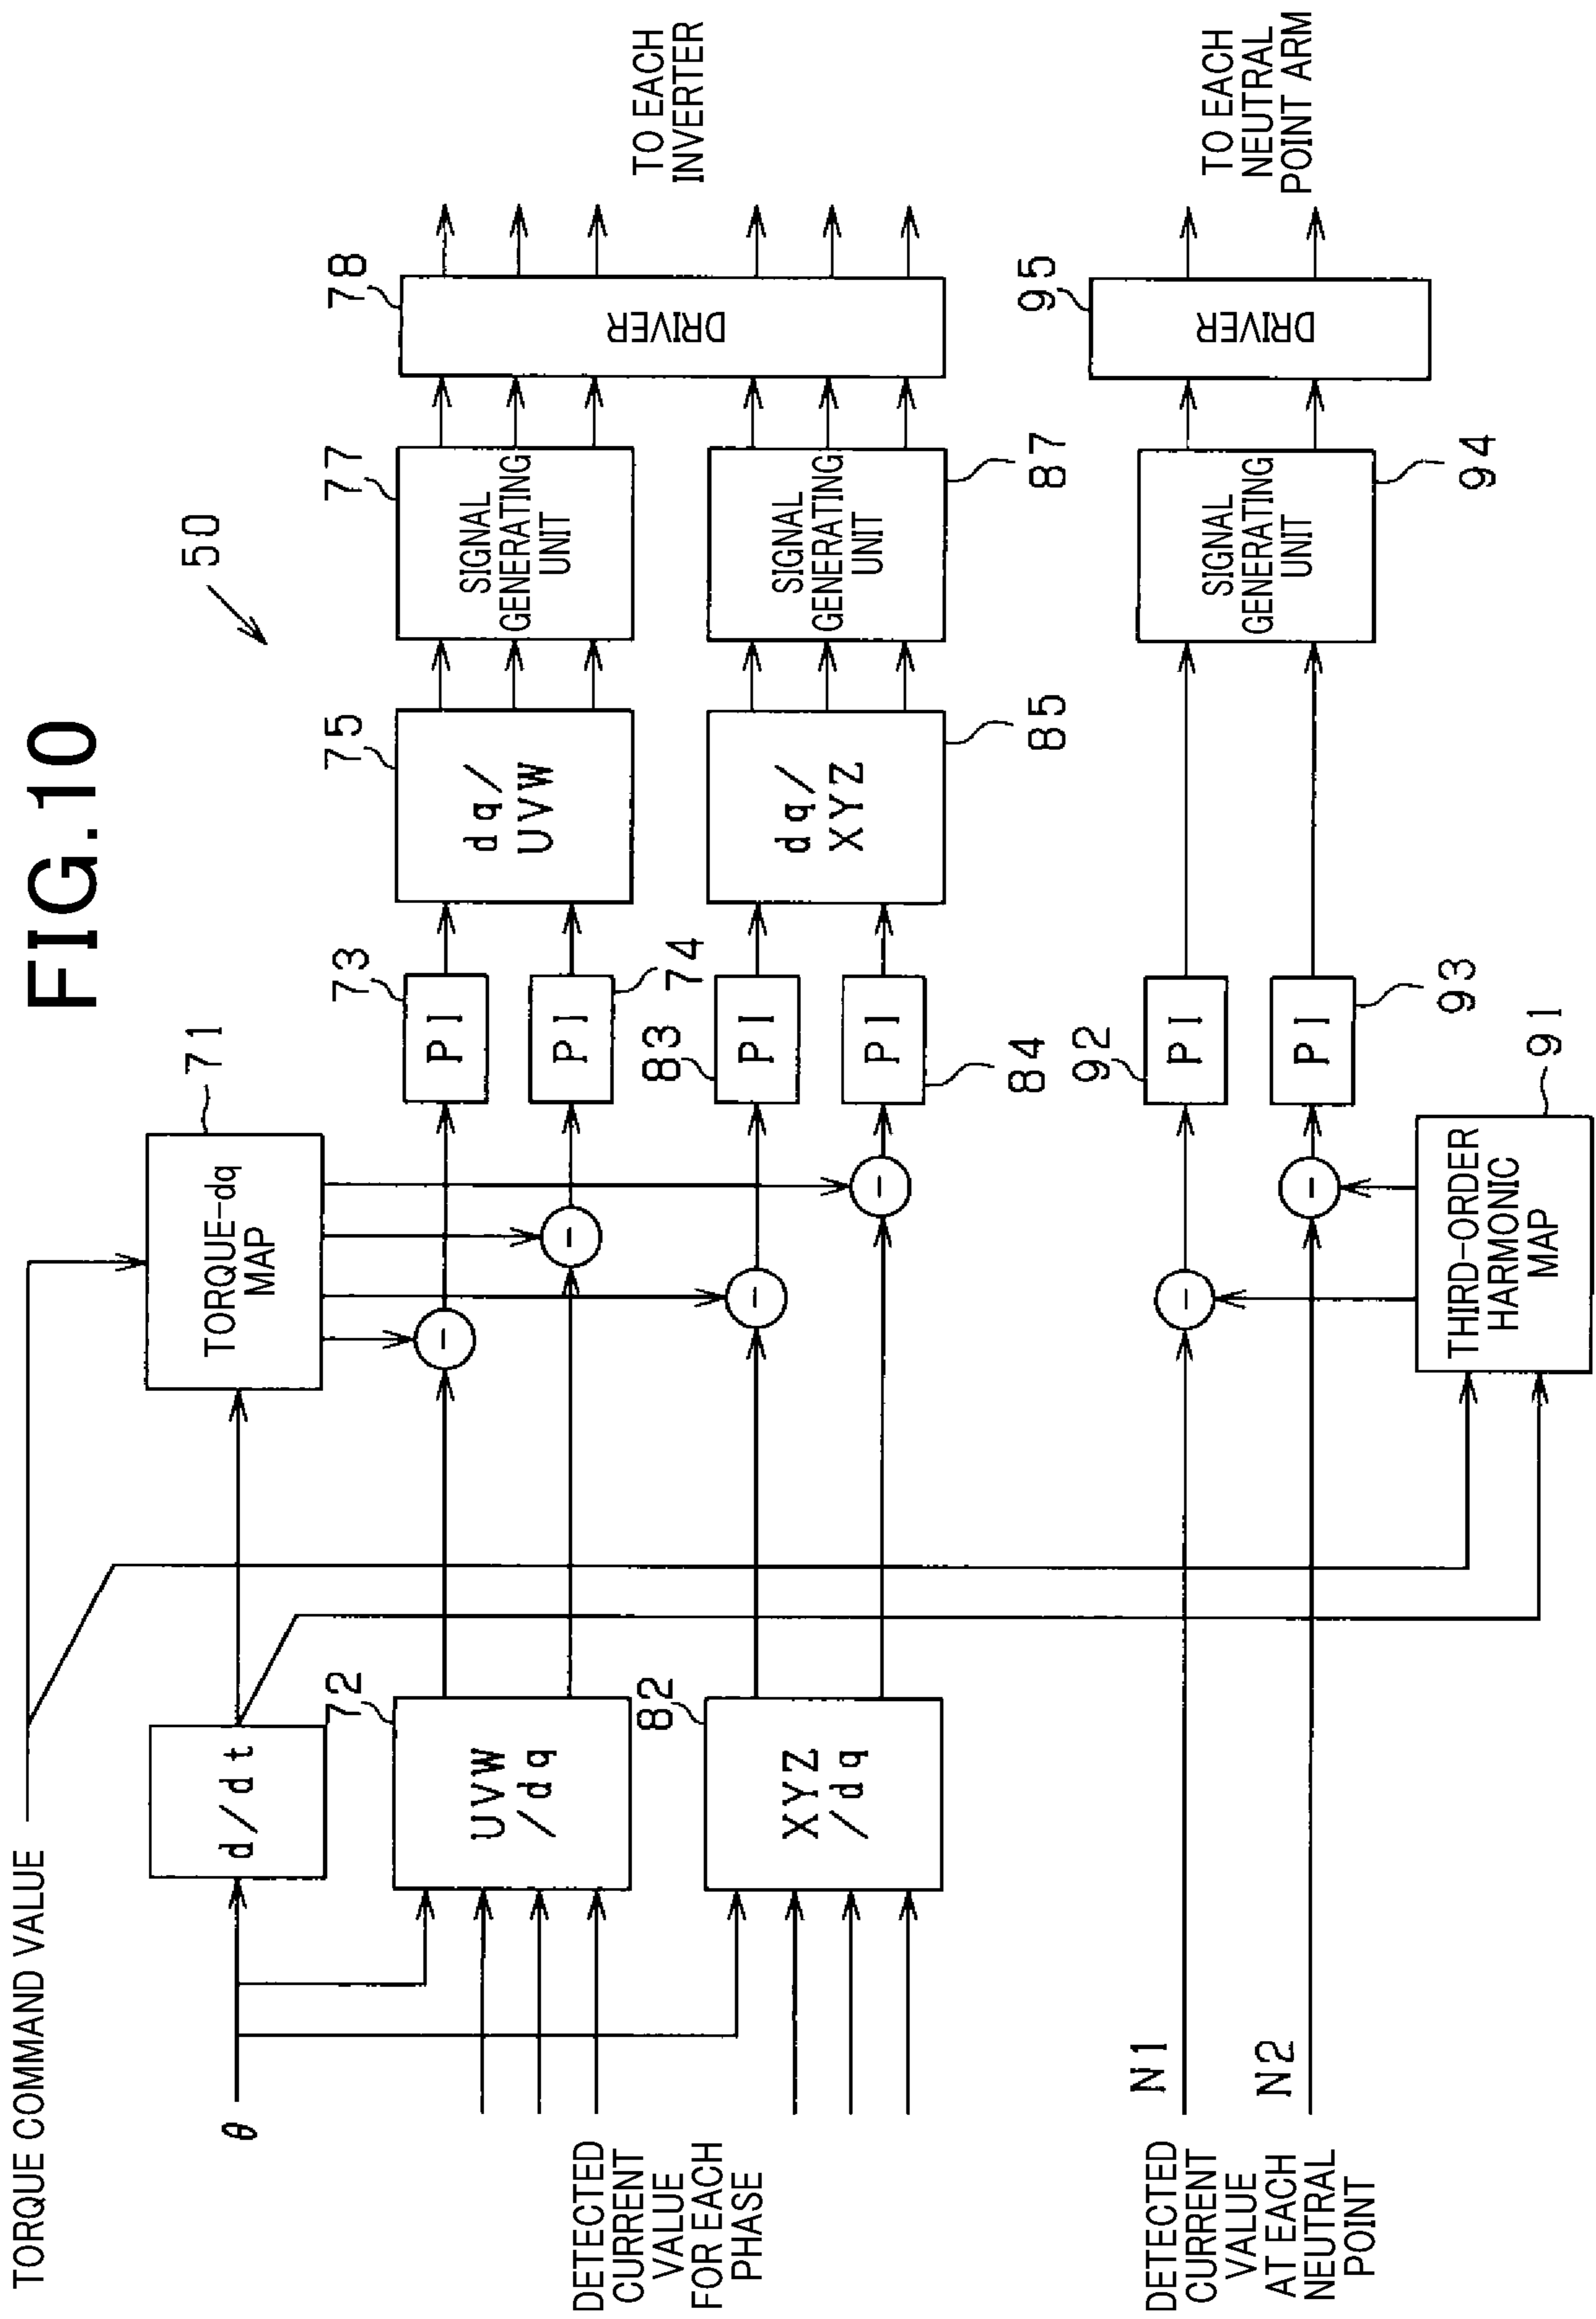 FIG.10
50
TORQUE COMMAND VALUE
θ
d/dt
71
TORQUE-dq
MAP
72
UVW
/dq
73
PI
74
PI
75
dq/
UVW
77
SIGNAL
GENERATING
UNIT
78
DRIVER
TO EACH
INVERTER
DETECTED
CURRENT
VALUE
FOR EACH
PHASE
82
XYZ
/dq
83
PI
84
PI
85
dq/
XYZ
87
SIGNAL
GENERATING
UNIT
DETECTED
CURRENT
VALUE
AT EACH
NEUTRAL
POINT
N1
N2
92
PI
93
PI
91
THIRD-ORDER
HARMONIC
MAP
94
SIGNAL
GENERATING
UNIT
95
DRIVER
TO EACH
NEUTRAL
POINT ARM